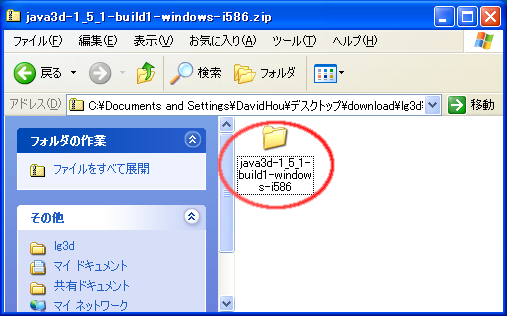 java3d-1_5_1-build1-windows-i586.zip
ファイル(F) 編集(E) 表示(V) お気に入り(A) ツール(T) ヘルプ(H)
戻る 検索 フォルダ
アドレス(D) C:¥Documents and Settings¥DavidHou¥デスクトップ¥download¥lg3d 移動
フォルダの作業
ファイルをすべて展開
その他
lg3d
マイ ドキュメント
共有ドキュメント
マイ ネットワーク
java3d-1_5_1-
build1-window
s-i586